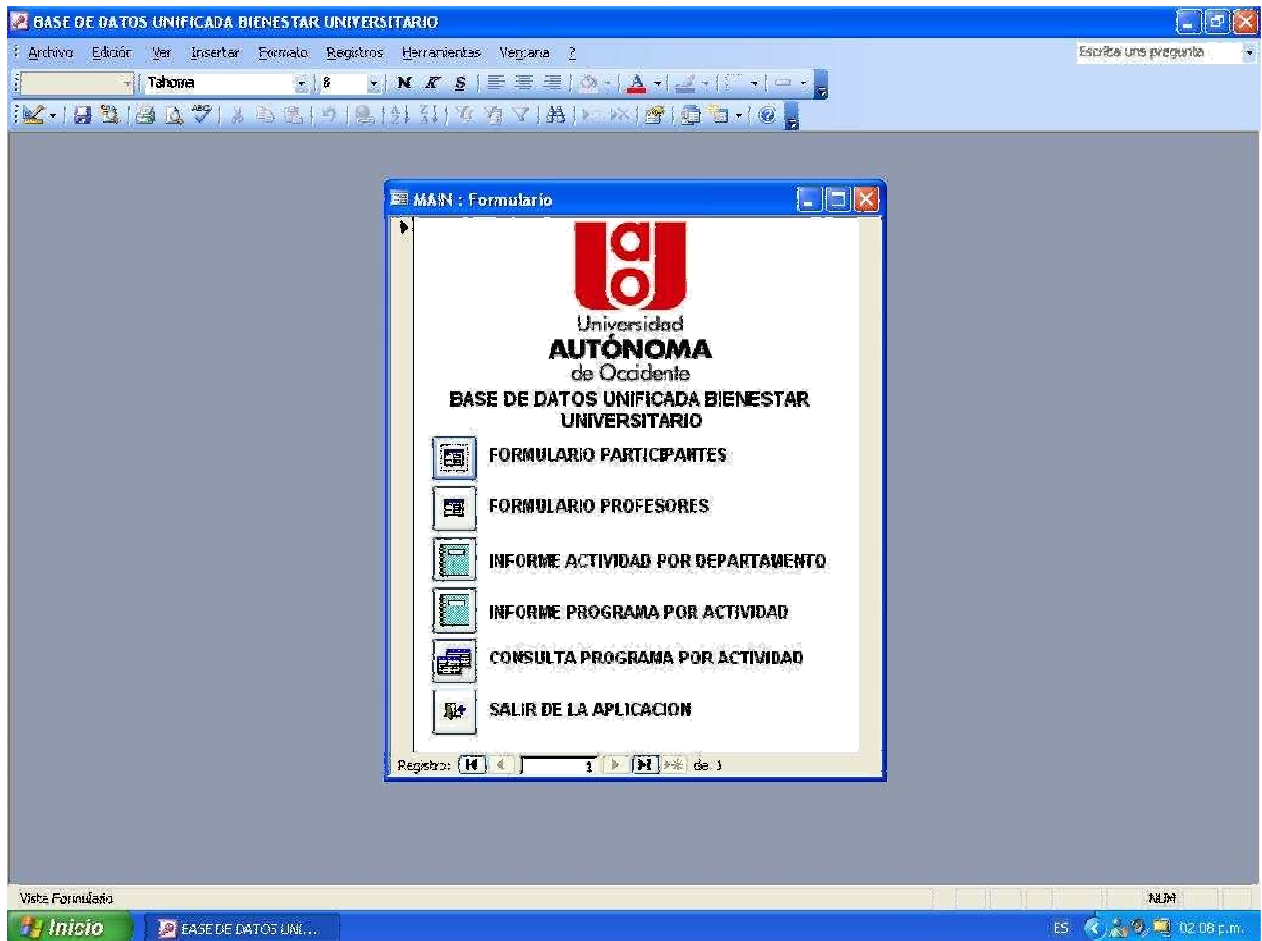 BASE DE DATOS UNIFICADA BIENESTAR UNIVERSITARIO
Archivo Edición Ver Insertar Formato Registros Herramientas Ventana ?
Escriba una pregunta
Tahoma 8 N K S A
MAIN : Formulario
uao
Universidad
AUTÓNOMA
de Occidente
BASE DE DATOS UNIFICADA BIENESTAR
UNIVERSITARIO
FORMULARIO PARTICIPANTES
FORMULARIO PROFESORES
INFORME ACTIVIDAD POR DEPARTAMENTO
INFORME PROGRAMA POR ACTIVIDAD
CONSULTA PROGRAMA POR ACTIVIDAD
SALIR DE LA APLICACION
Registro: 1 de 1
Vista Formulario
NUM
Inicio
BASE DE DATOS UNI...
ES
02:08 p.m.